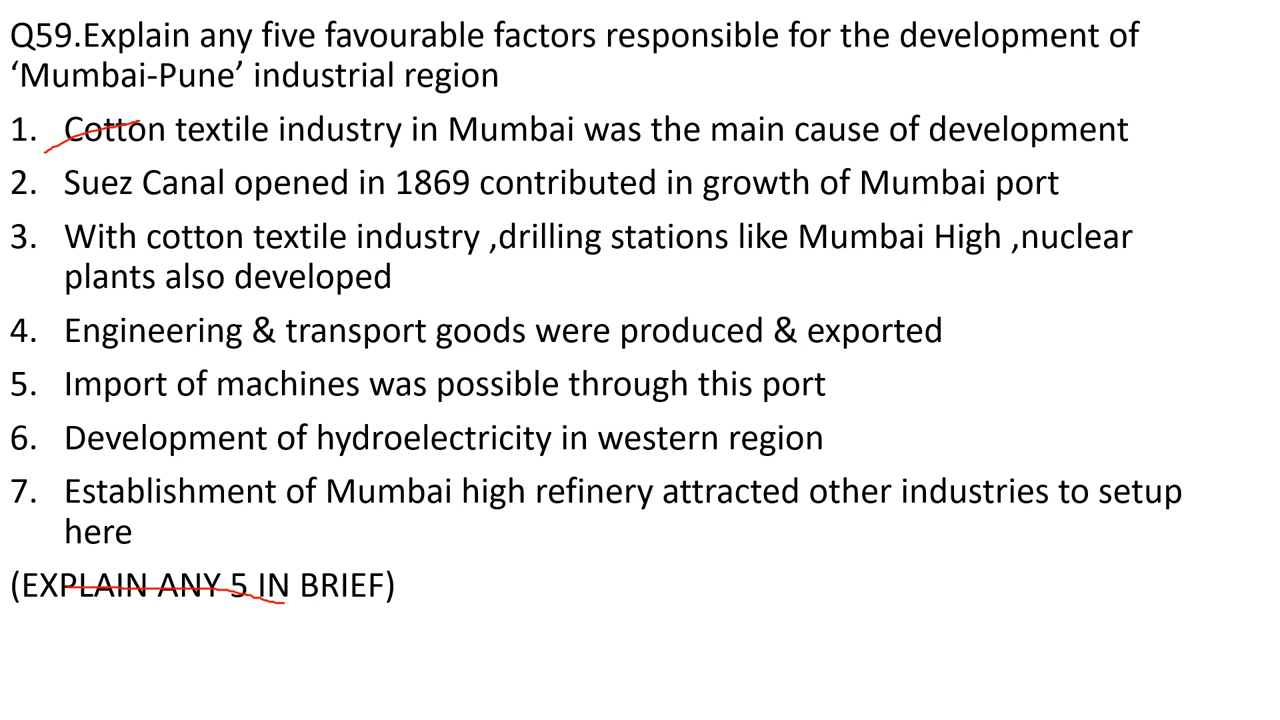 Q59.Explain any five favourable factors responsible for the development of
‘Mumbai-Pune’ industrial region
1. Cotton textile industry in Mumbai was the main cause of development
2. Suez Canal opened in 1869 contributed in growth of Mumbai port
3. With cotton textile industry ,drilling stations like Mumbai High ,nuclear
plants also developed
4. Engineering & transport goods were produced & exported
5. Import of machines was possible through this port
6. Development of hydroelectricity in western region
7. Establishment of Mumbai high refinery attracted other industries to setup
here
(EXPLAIN ANY 5 IN BRIEF)